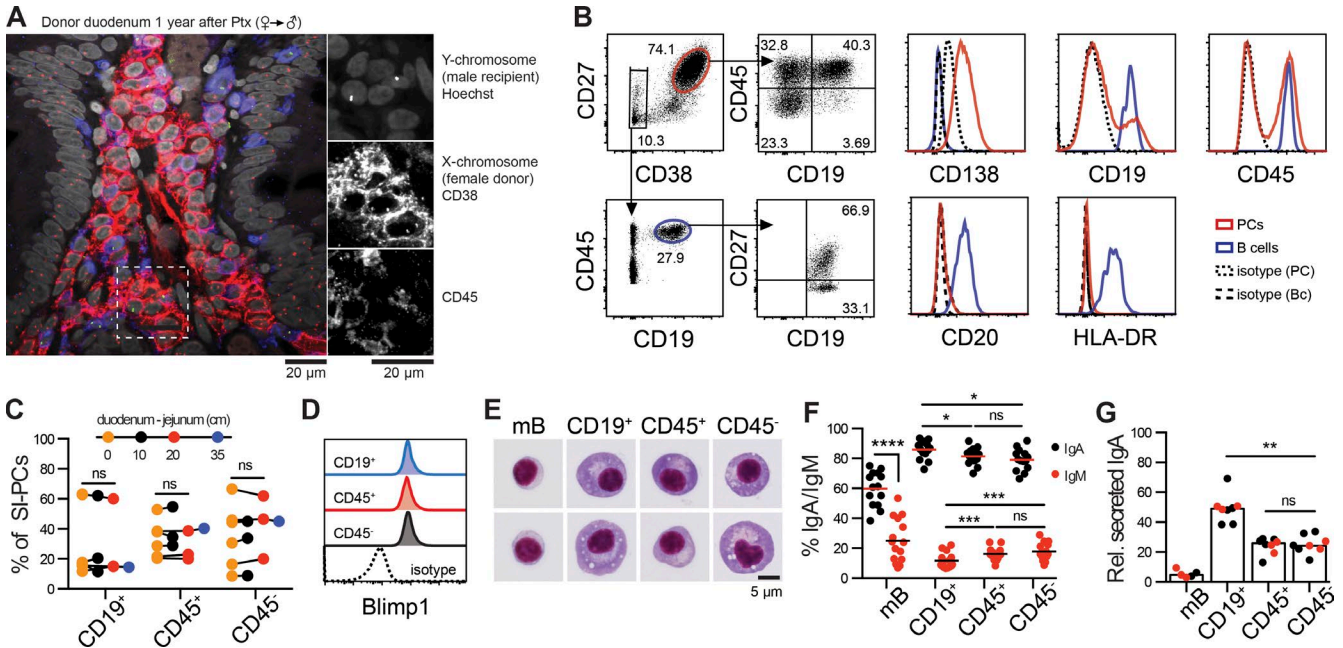 A
Donor duodenum 1 year after Ptx (♀→♂)
Y-chromosome
(male recipient)
Hoechst
X-chromosome
(female donor)
CD38
CD45
20 µm
20 µm
B
74.1
10.3
CD27
CD38
32.8
40.3
23.3
3.69
CD45
CD19
CD138
CD19
CD45
27.9
CD45
CD19
66.9
33.1
CD27
CD19
CD20
HLA-DR
PCs
B cells
isotype (PC)
isotype (Bc)
C
duodenum - jejunum (cm)
0 10 20 35
100
80
60
40
20
0
% of SI-PCs
ns
ns
ns
CD19+
CD45+
CD45-
D
CD19+
CD45+
CD45-
isotype
Blimp1
E
mB
CD19+
CD45+
CD45-
5 µm
F
100
80
60
40
20
0
% IgA/IgM
****
*
*
ns
***
***
ns
IgA
IgM
mB
CD19+
CD45+
CD45-
G
100
80
60
40
20
0
Rel. secreted IgA
**
ns
mB
CD19+
CD45+
CD45-